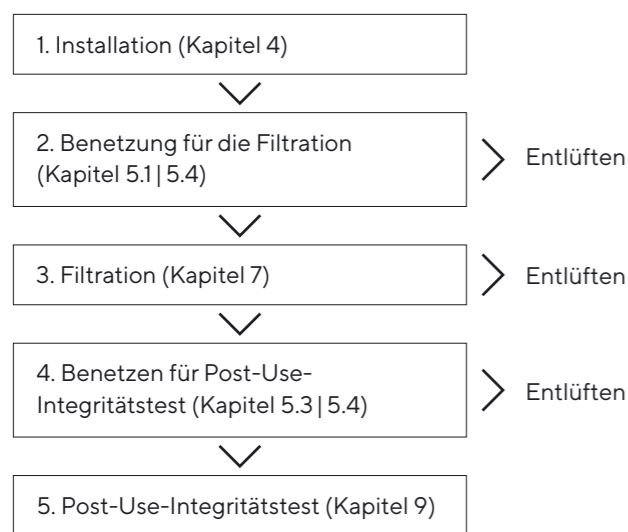 1. Installation (Kapitel 4)
2. Benetzung für die Filtration
(Kapitel 5.1 | 5.4)
Entlüften
3. Filtration (Kapitel 7)
Entlüften
4. Benetzen für Post-Use-
Integritätstest (Kapitel 5.3 | 5.4)
Entlüften
5. Post-Use-Integritätstest (Kapitel 9)